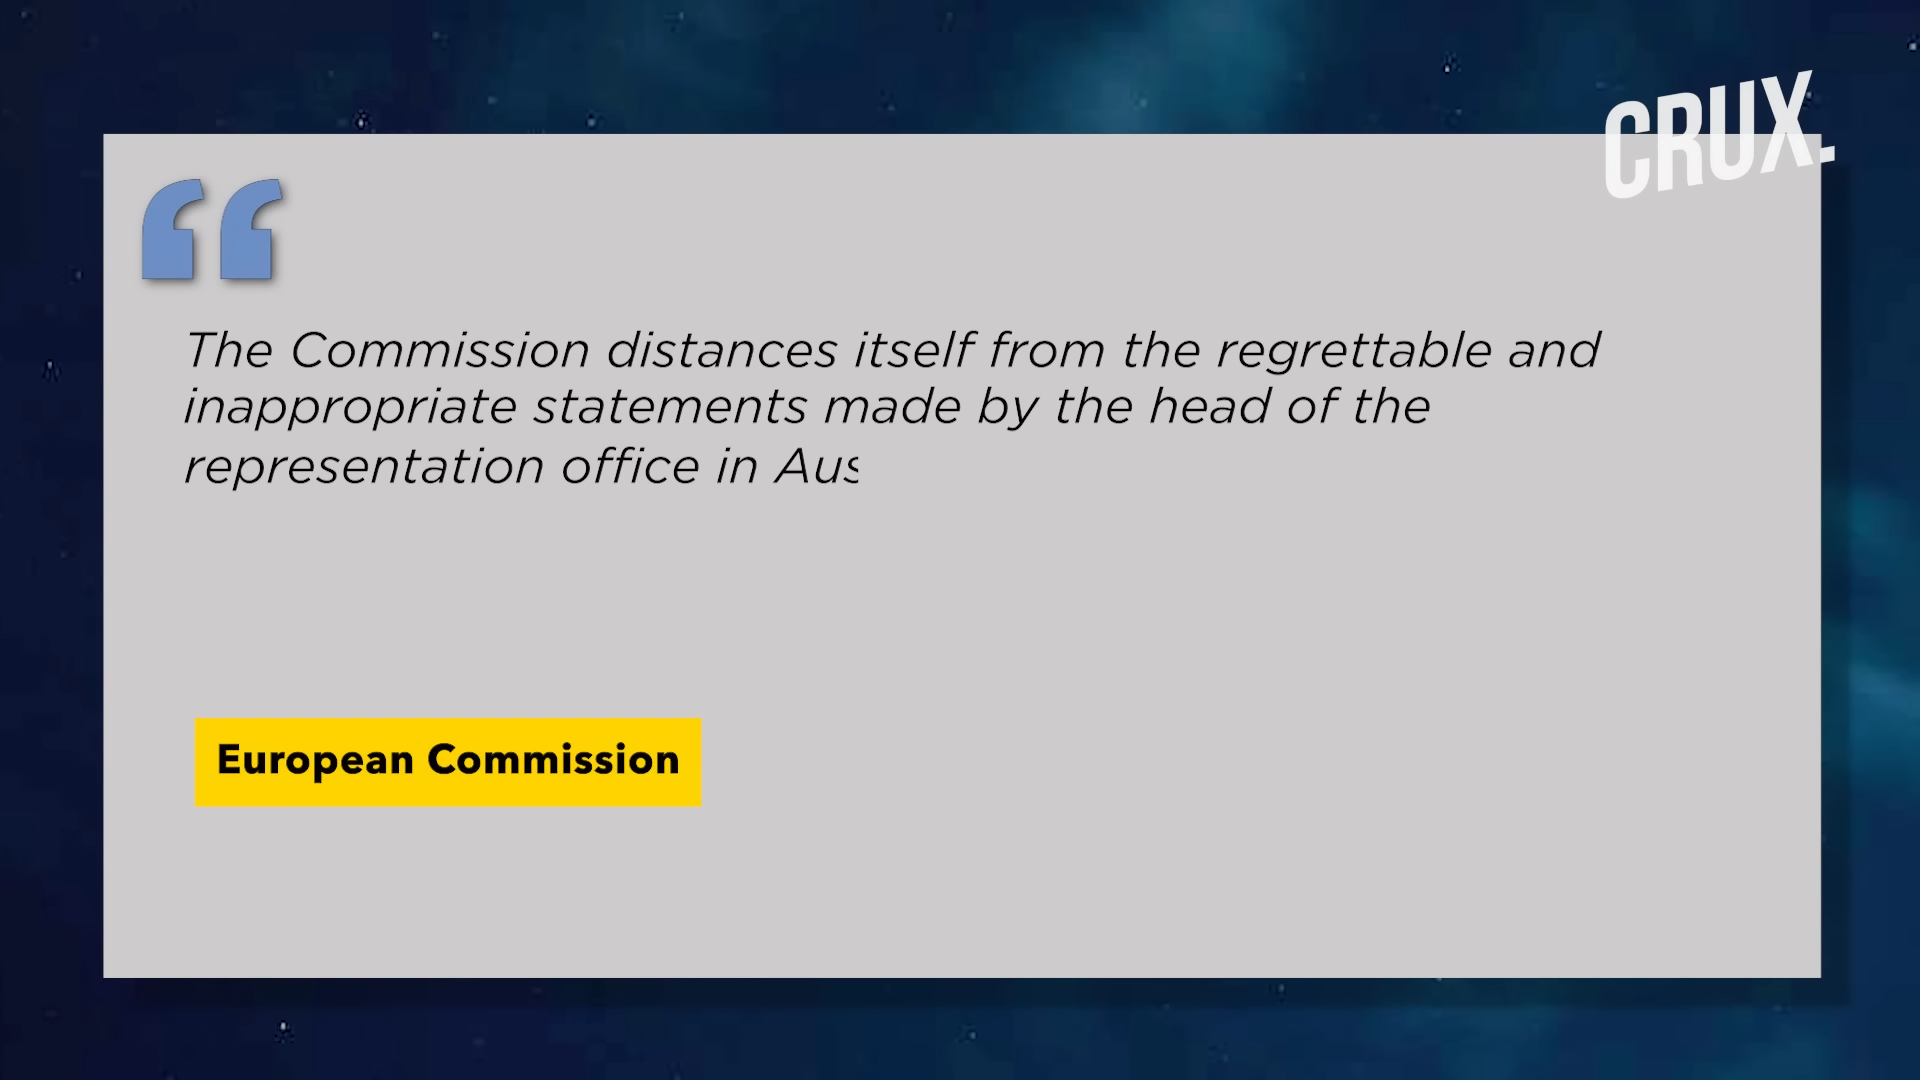 CRUX.
“
The Commission distances itself from the regrettable and
inappropriate statements made by the head of the
representation office in Aus
European Commission